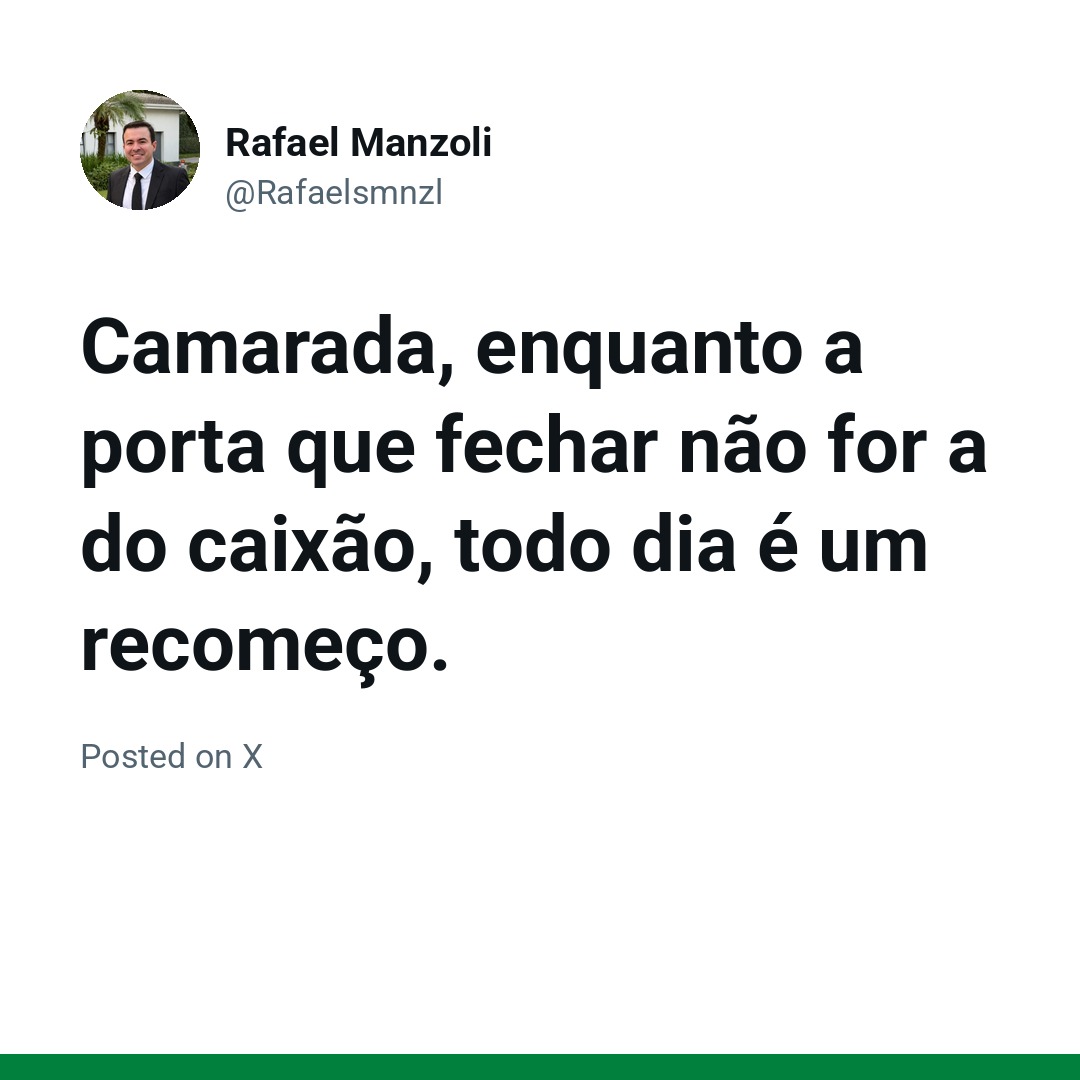 Rafael Manzoli
@Rafaelsmnzl
Camarada, enquanto a
porta que fechar não for a
do caixão, todo dia é um
recomeço.
Posted on X